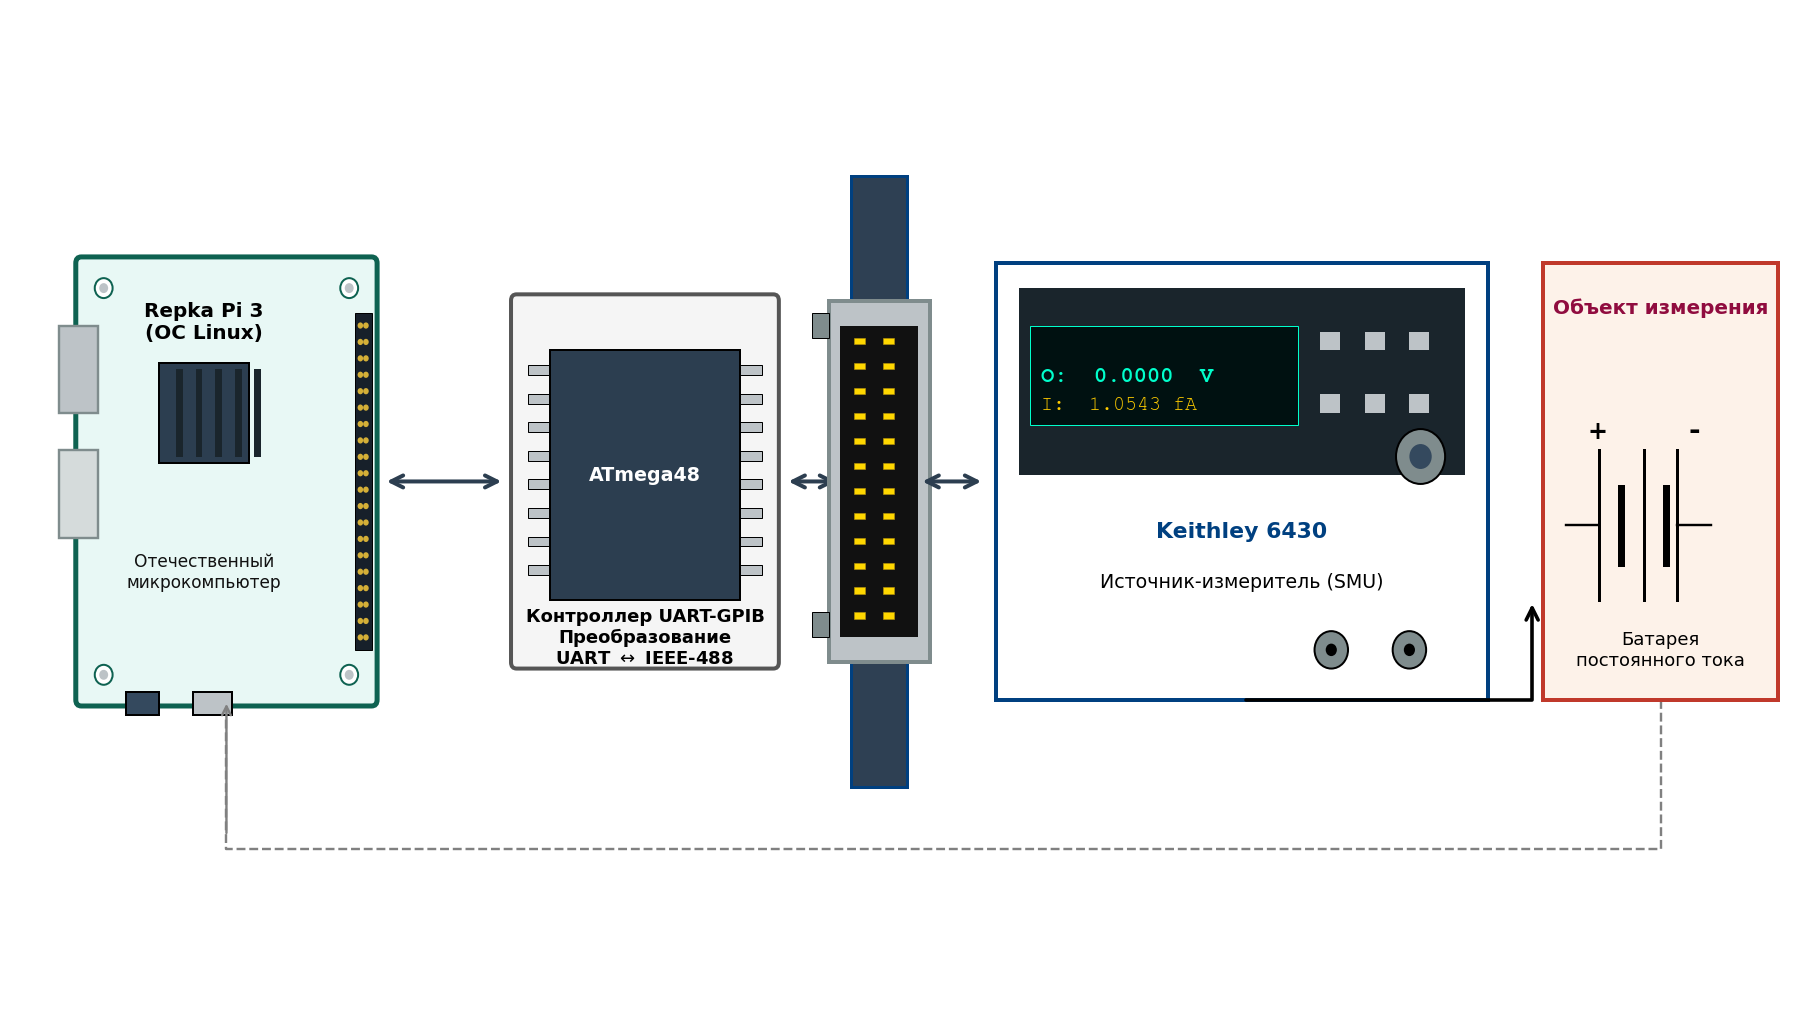 Repka Pi 3
(ОС Linux)
Отечественный
микрокомпьютер
ATmega48
Контроллер UART-GPIB
Преобразование
UART ↔ IEEE-488
O: 0.0000 V
I: 1.0543 fA
Keithley 6430
Источник-измеритель (SMU)
Объект измерения
+ -
Батарея
постоянного тока